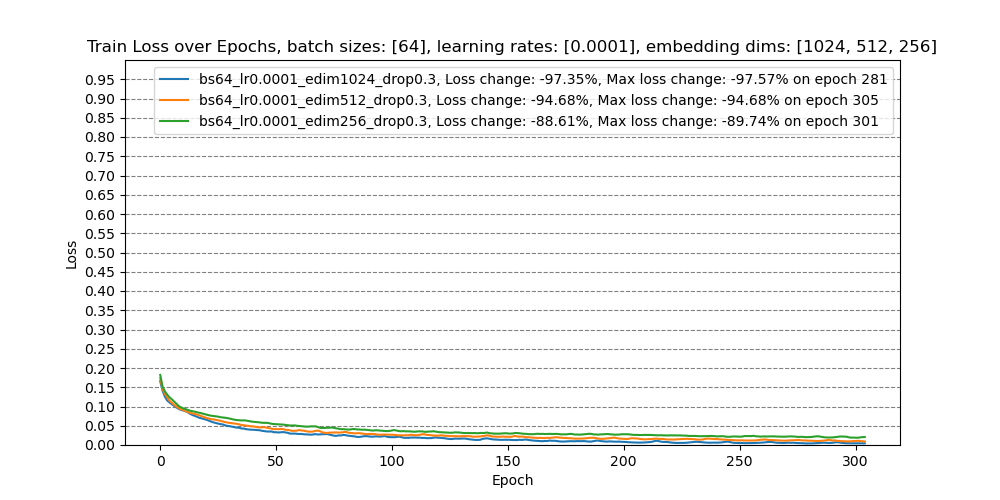 Train Loss over Epochs, batch sizes: [64], learning rates: [0.0001], embedding dims: [1024, 512, 256]
bs64_lr0.0001_edim1024_drop0.3, Loss change: -97.35%, Max loss change: -97.57% on epoch 281
bs64_lr0.0001_edim512_drop0.3, Loss change: -94.68%, Max loss change: -94.68% on epoch 305
bs64_lr0.0001_edim256_drop0.3, Loss change: -88.61%, Max loss change: -89.74% on epoch 301
0.95
0.90
0.85
0.80
0.75
0.70
0.65
0.60
0.55
0.50
0.45
0.40
0.35
0.30
0.25
0.20
0.15
0.10
0.05
0.00
Loss
0 50 100 150 200 250 300
Epoch